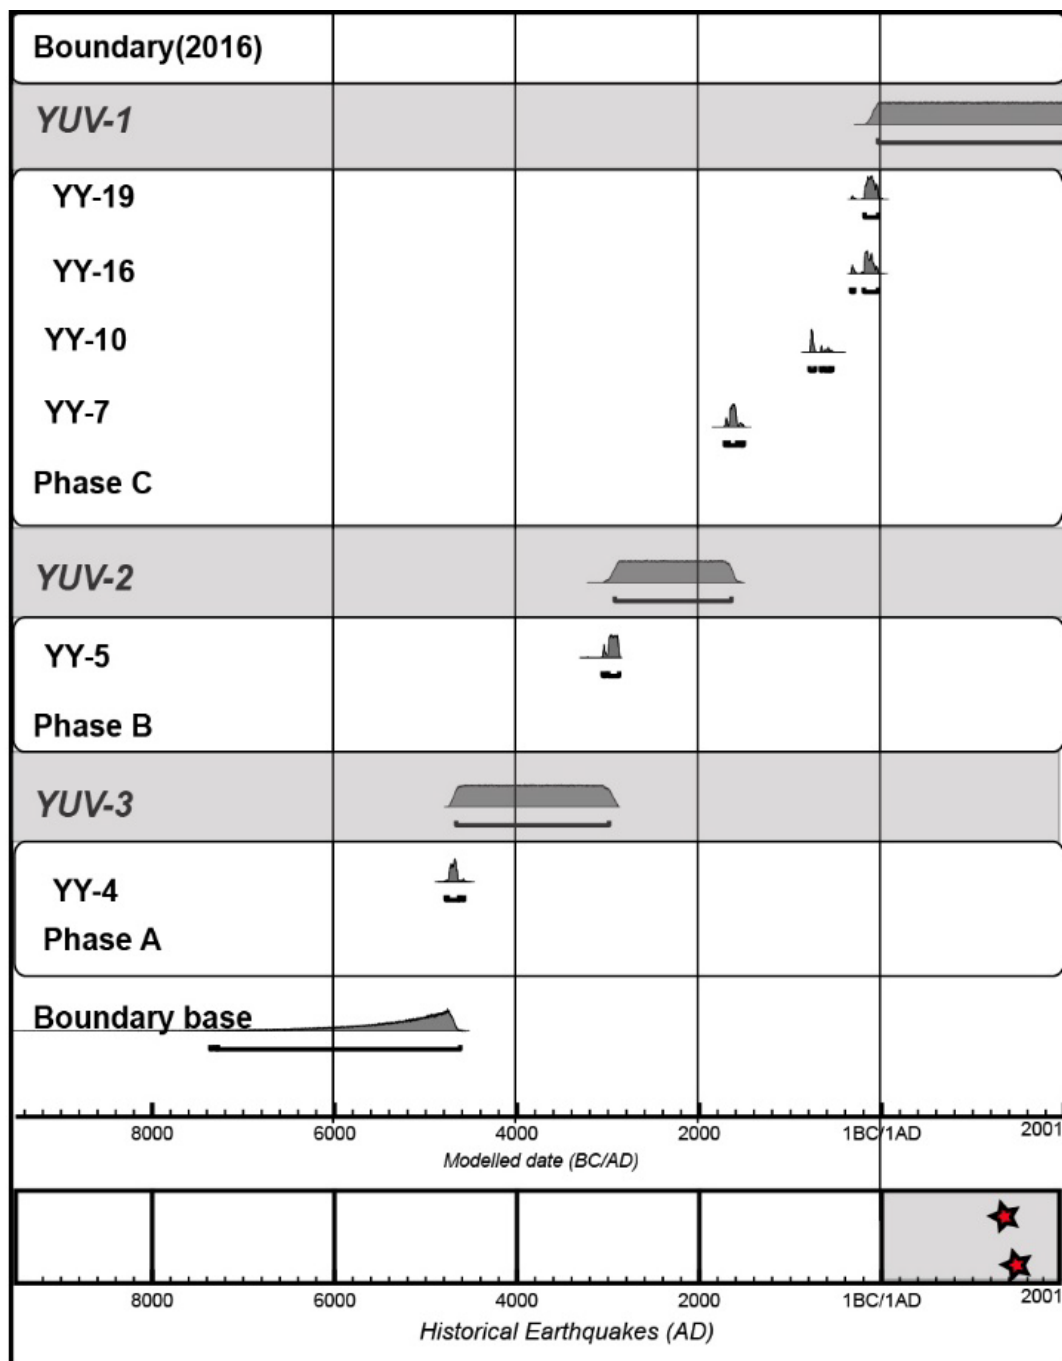 Boundary(2016)
YUV-1
YY-19
YY-16
YY-10
YY-7
Phase C
YUV-2
YY-5
Phase B
YUV-3
YY-4
Phase A
Boundary base
8000 6000 4000 2000 1BC/1AD 2001
Modelled date (BC/AD)
8000 6000 4000 2000 1BC/1AD 2001
Historical Earthquakes (AD)